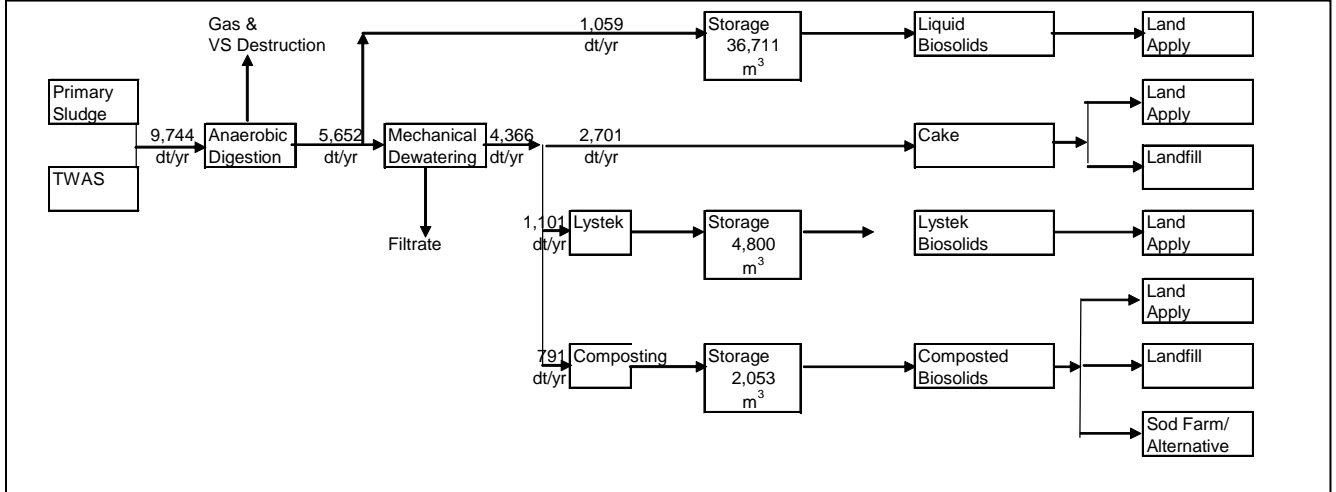 Gas &
VS Destruction
1,059
dt/yr
Storage
36,711
m³
Liquid
Biosolids
Land
Apply
Primary
Sludge
TWAS
9,744
dt/yr
Anaerobic
Digestion
5,652
dt/yr
Mechanical
Dewatering
Filtrate
4,366
dt/yr
2,701
dt/yr
Cake
Land
Apply
Landfill
1,101
dt/yr
Lystek
Storage
4,800
m³
Lystek
Biosolids
Land
Apply
791
dt/yr
Composting
Storage
2,053
m³
Composted
Biosolids
Land
Apply
Landfill
Sod Farm/
Alternative